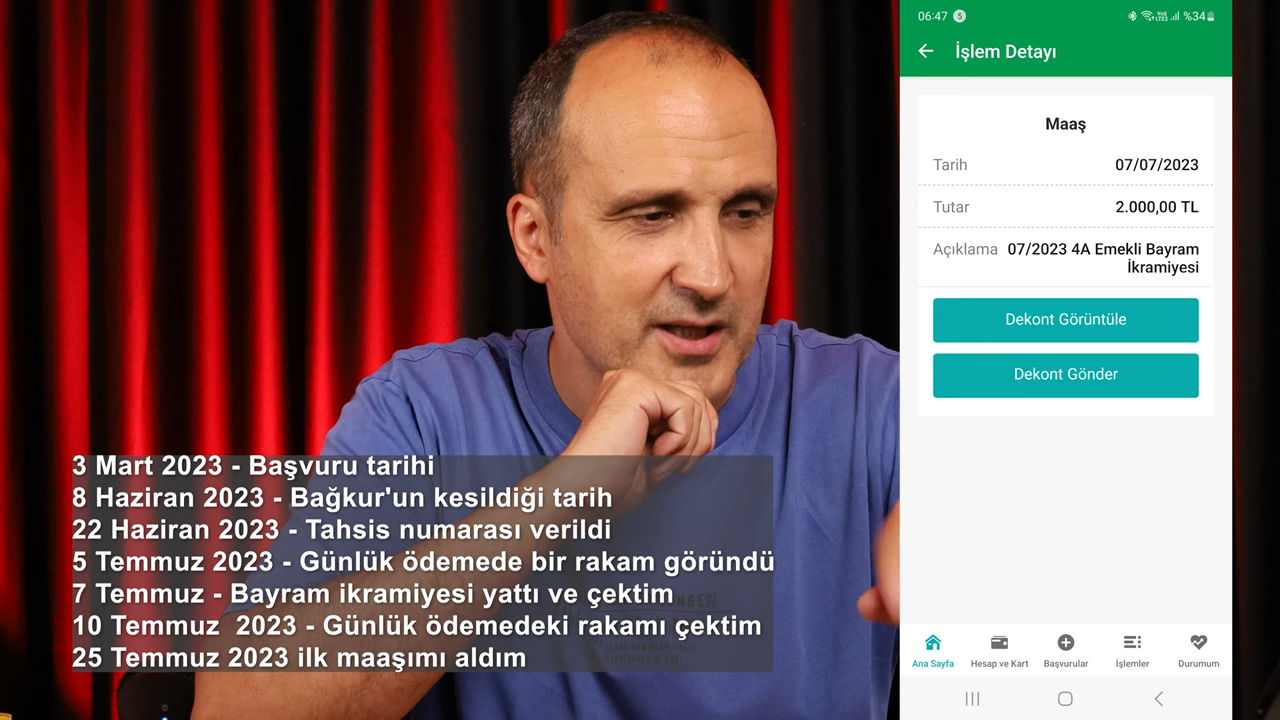 3 Mart 2023 - Başvuru tarihi
8 Haziran 2023 - Bağkur'un kesildiği tarih
22 Haziran 2023 - Tahsis numarası verildi
5 Temmuz 2023 - Günlük ödemede bir rakam göründü
7 Temmuz - Bayram ikramiyesi yattı ve çektim
10 Temmuz  2023 - Günlük ödemedeki rakamı çektim
25 Temmuz 2023 ilk maaşımı aldım
06:47 5 %34
İşlem Detayı
Maaş
Tarih 07/07/2023
Tutar 2.000,00 TL
Açıklama 07/2023 4A Emekli Bayram
İkramiyesi
Dekont Görüntüle
Dekont Gönder
Ana Sayfa Hesap ve Kart Başvurular İşlemler Durumum